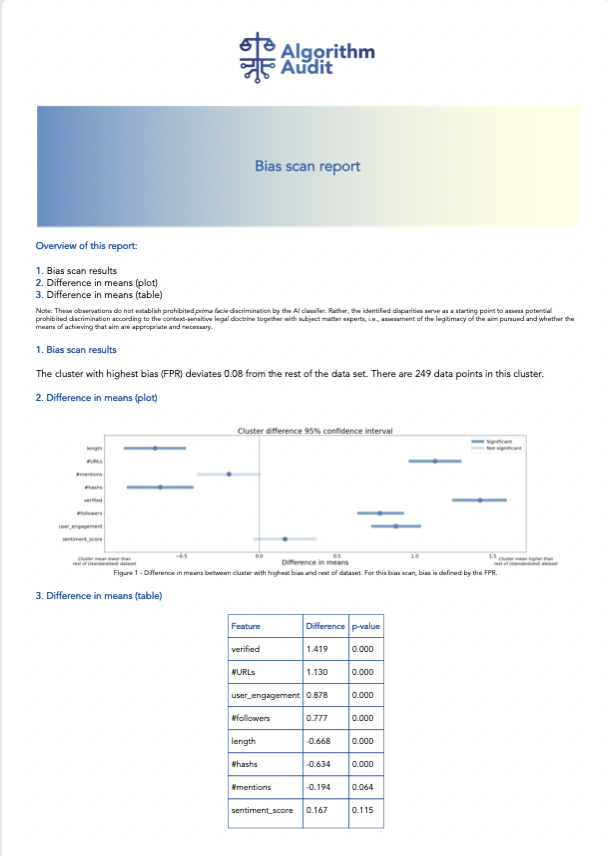 Algorithm
Audit
Bias scan report
Overview of this report:
1. Bias scan results
2. Difference in means (plot)
3. Difference in means (table)
Note: These observations do not establish prohibited prima facie discrimination by the AI classifer. Rather, the identified disparities serve as a starting point to assess potential
prohibited discrimination according to the context-sensitive legal doctrine together with subject matter experts, i.e., assessment of the legitimacy of the aim pursued and whether the
means of achieving that aim are appropriate and necessary.
1. Bias scan results
The cluster with highest bias (FPR) deviates 0.08 from the rest of the data set. There are 249 data points in this cluster.
2. Difference in means (plot)
Cluster difference 95% confidence interval
Significant
Not significant
length
#URLs
#mentions
#hashs
verified
#followers
user_engagement
sentiment_score
−0.5 0.0 0.5 1.0 1.5
Cluster mean lower than
rest of (standardized) dataset
Difference in means
Cluster mean higher than
rest of (standardized) dataset
Figure 1 - Difference in means between cluster with highest bias and rest of dataset. For this bias scan, bias is defined by the FPR.
3. Difference in means (table)
Feature Difference p-value
verified 1.419 0.000
#URLs 1.130 0.000
user_engagement 0.878 0.000
#followers 0.777 0.000
length -0.668 0.000
#hashs -0.634 0.000
#mentions -0.194 0.064
sentiment_score 0.167 0.115